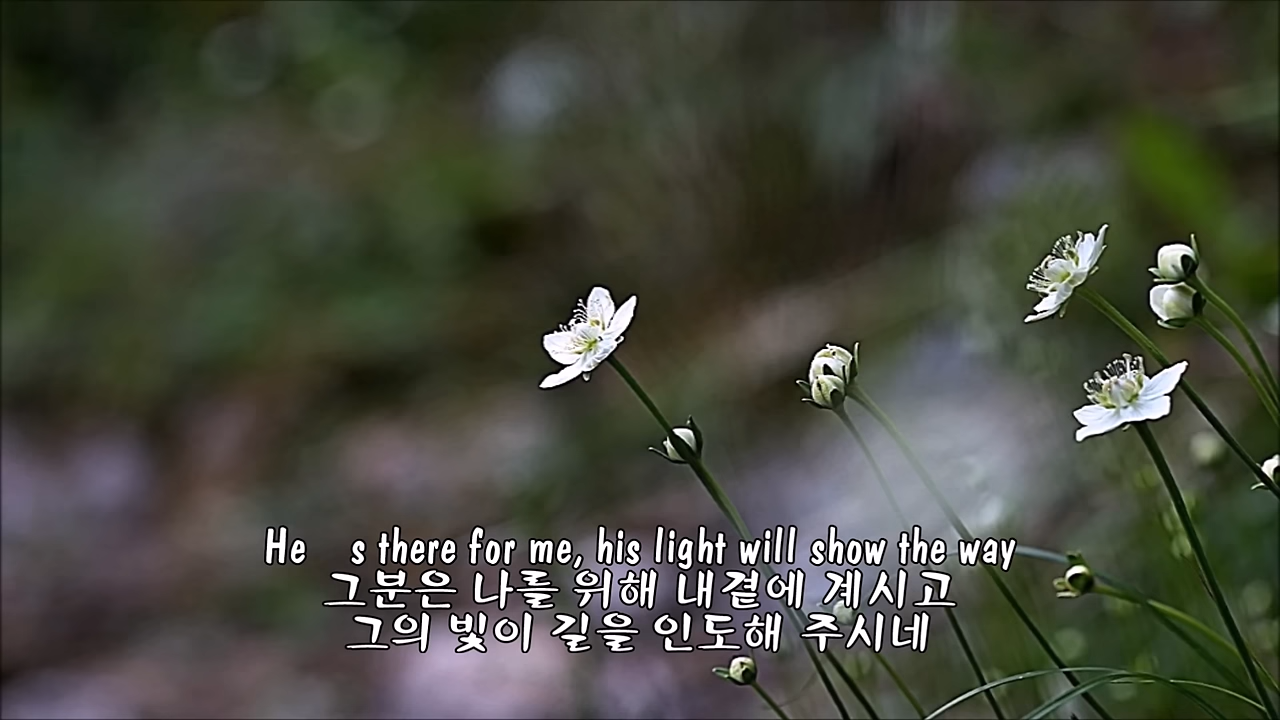 He   s there for me, his light will show the way
그분은 나를 위해 내곁에 계시고
그의 빛이 길을 인도해 주시네